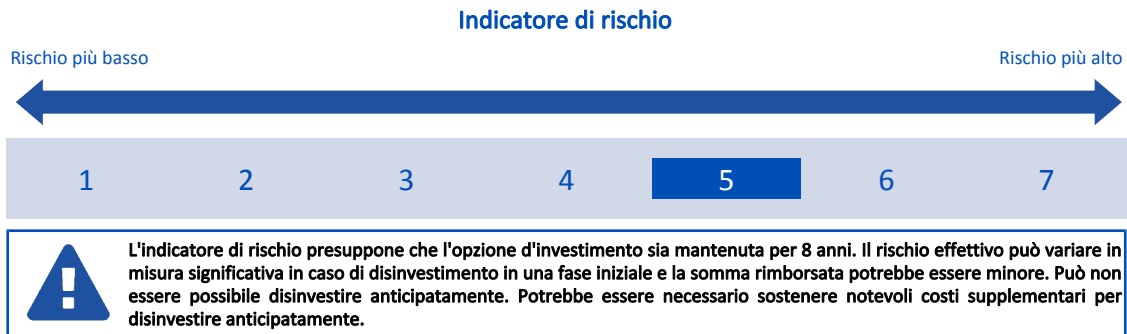 Indicatore di rischio
Rischio più basso Rischio più alto
1 2 3 4 5 6 7
L'indicatore di rischio presuppone che l'opzione d'investimento sia mantenuta per 8 anni. Il rischio effettivo può variare in
misura significativa in caso di disinvestimento in una fase iniziale e la somma rimborsata potrebbe essere minore. Può non
essere possibile disinvestire anticipatamente. Potrebbe essere necessario sostenere notevoli costi supplementari per
disinvestire anticipatamente.